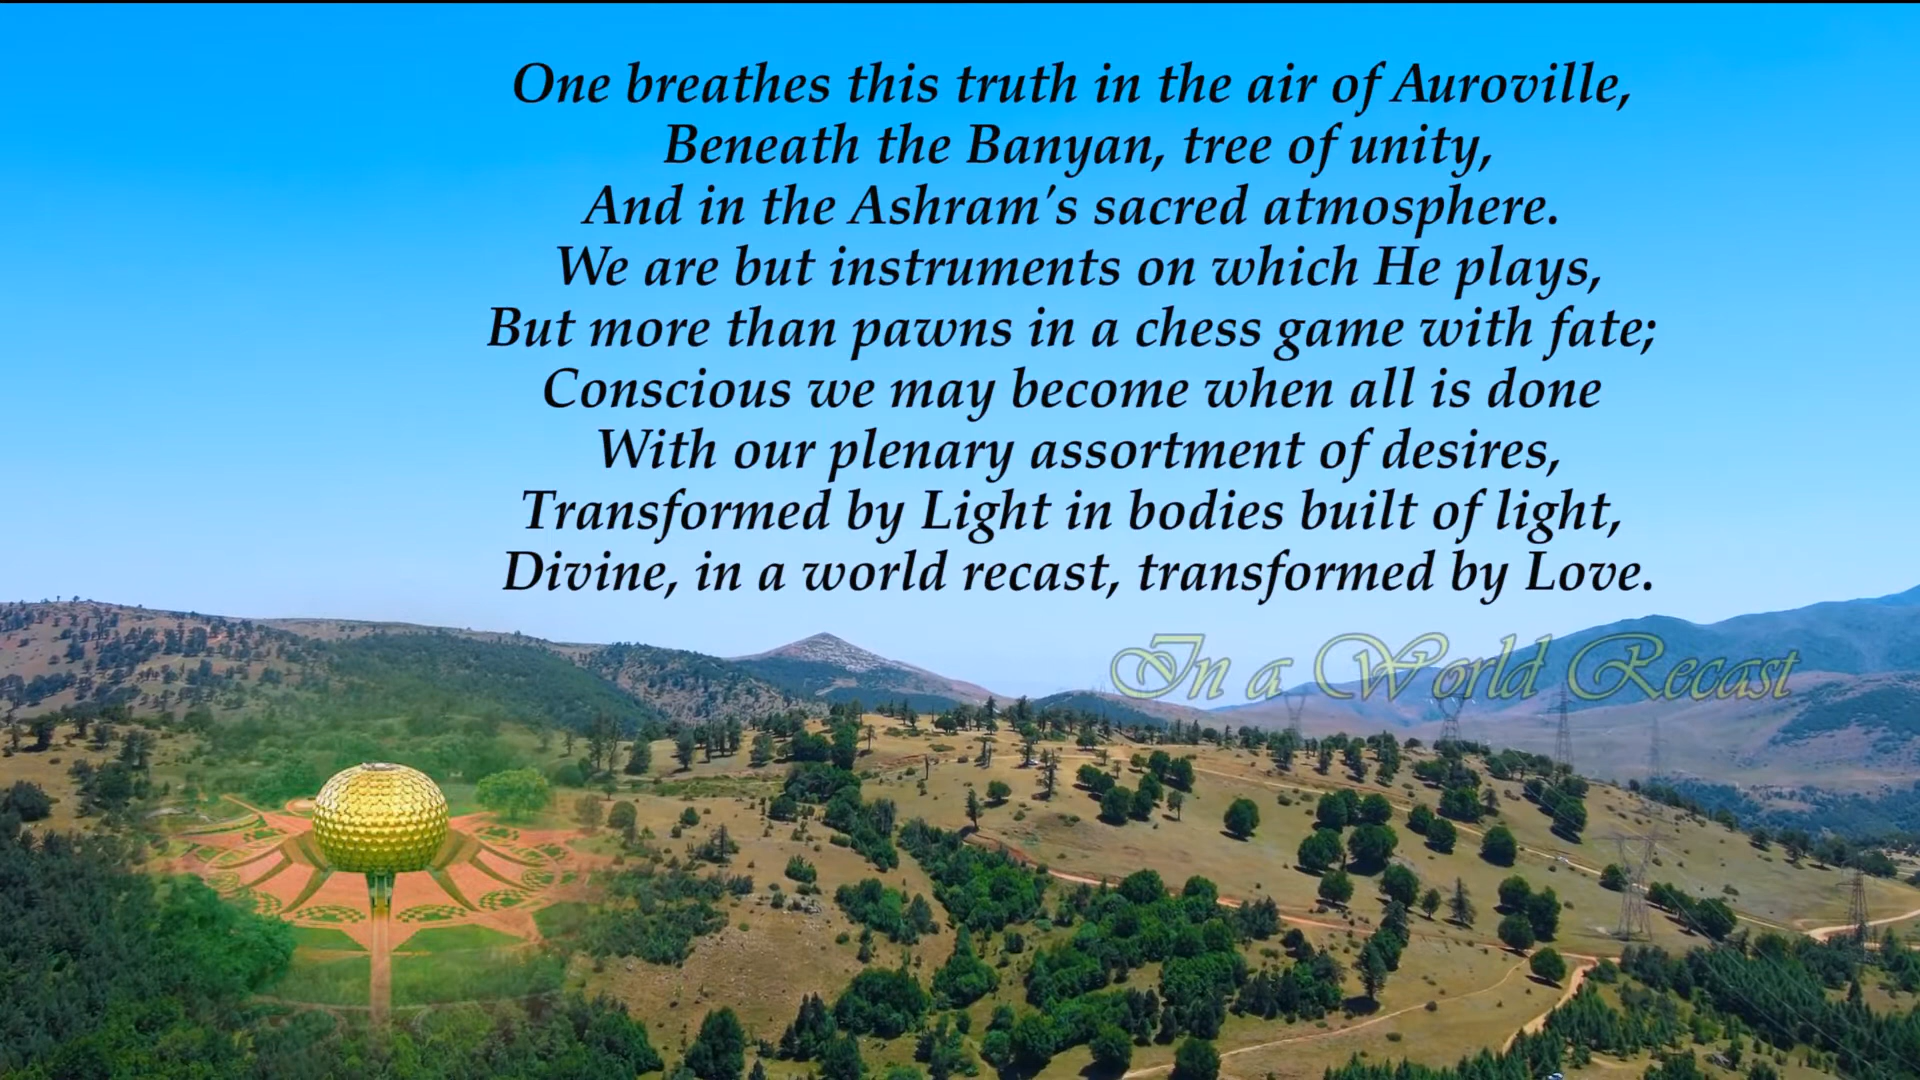 One breathes this truth in the air of Auroville,
Beneath the Banyan, tree of unity,
And in the Ashram's sacred atmosphere.
We are but instruments on which He plays,
But more than pawns in a chess game with fate;
Conscious we may become when all is done
With our plenary assortment of desires,
Transformed by Light in bodies built of light,
Divine, in a world recast, transformed by Love.
In a World Recast